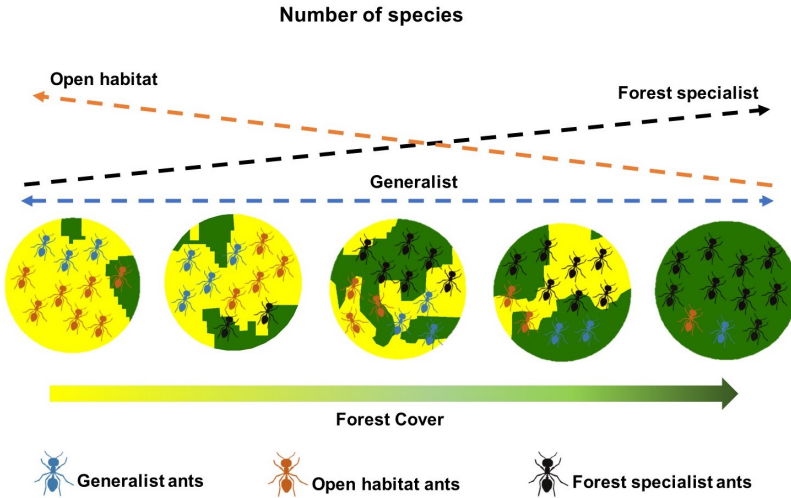 Number of species
Open habitat
Forest specialist
Generalist
Forest Cover
Generalist ants
Open habitat ants
Forest specialist ants